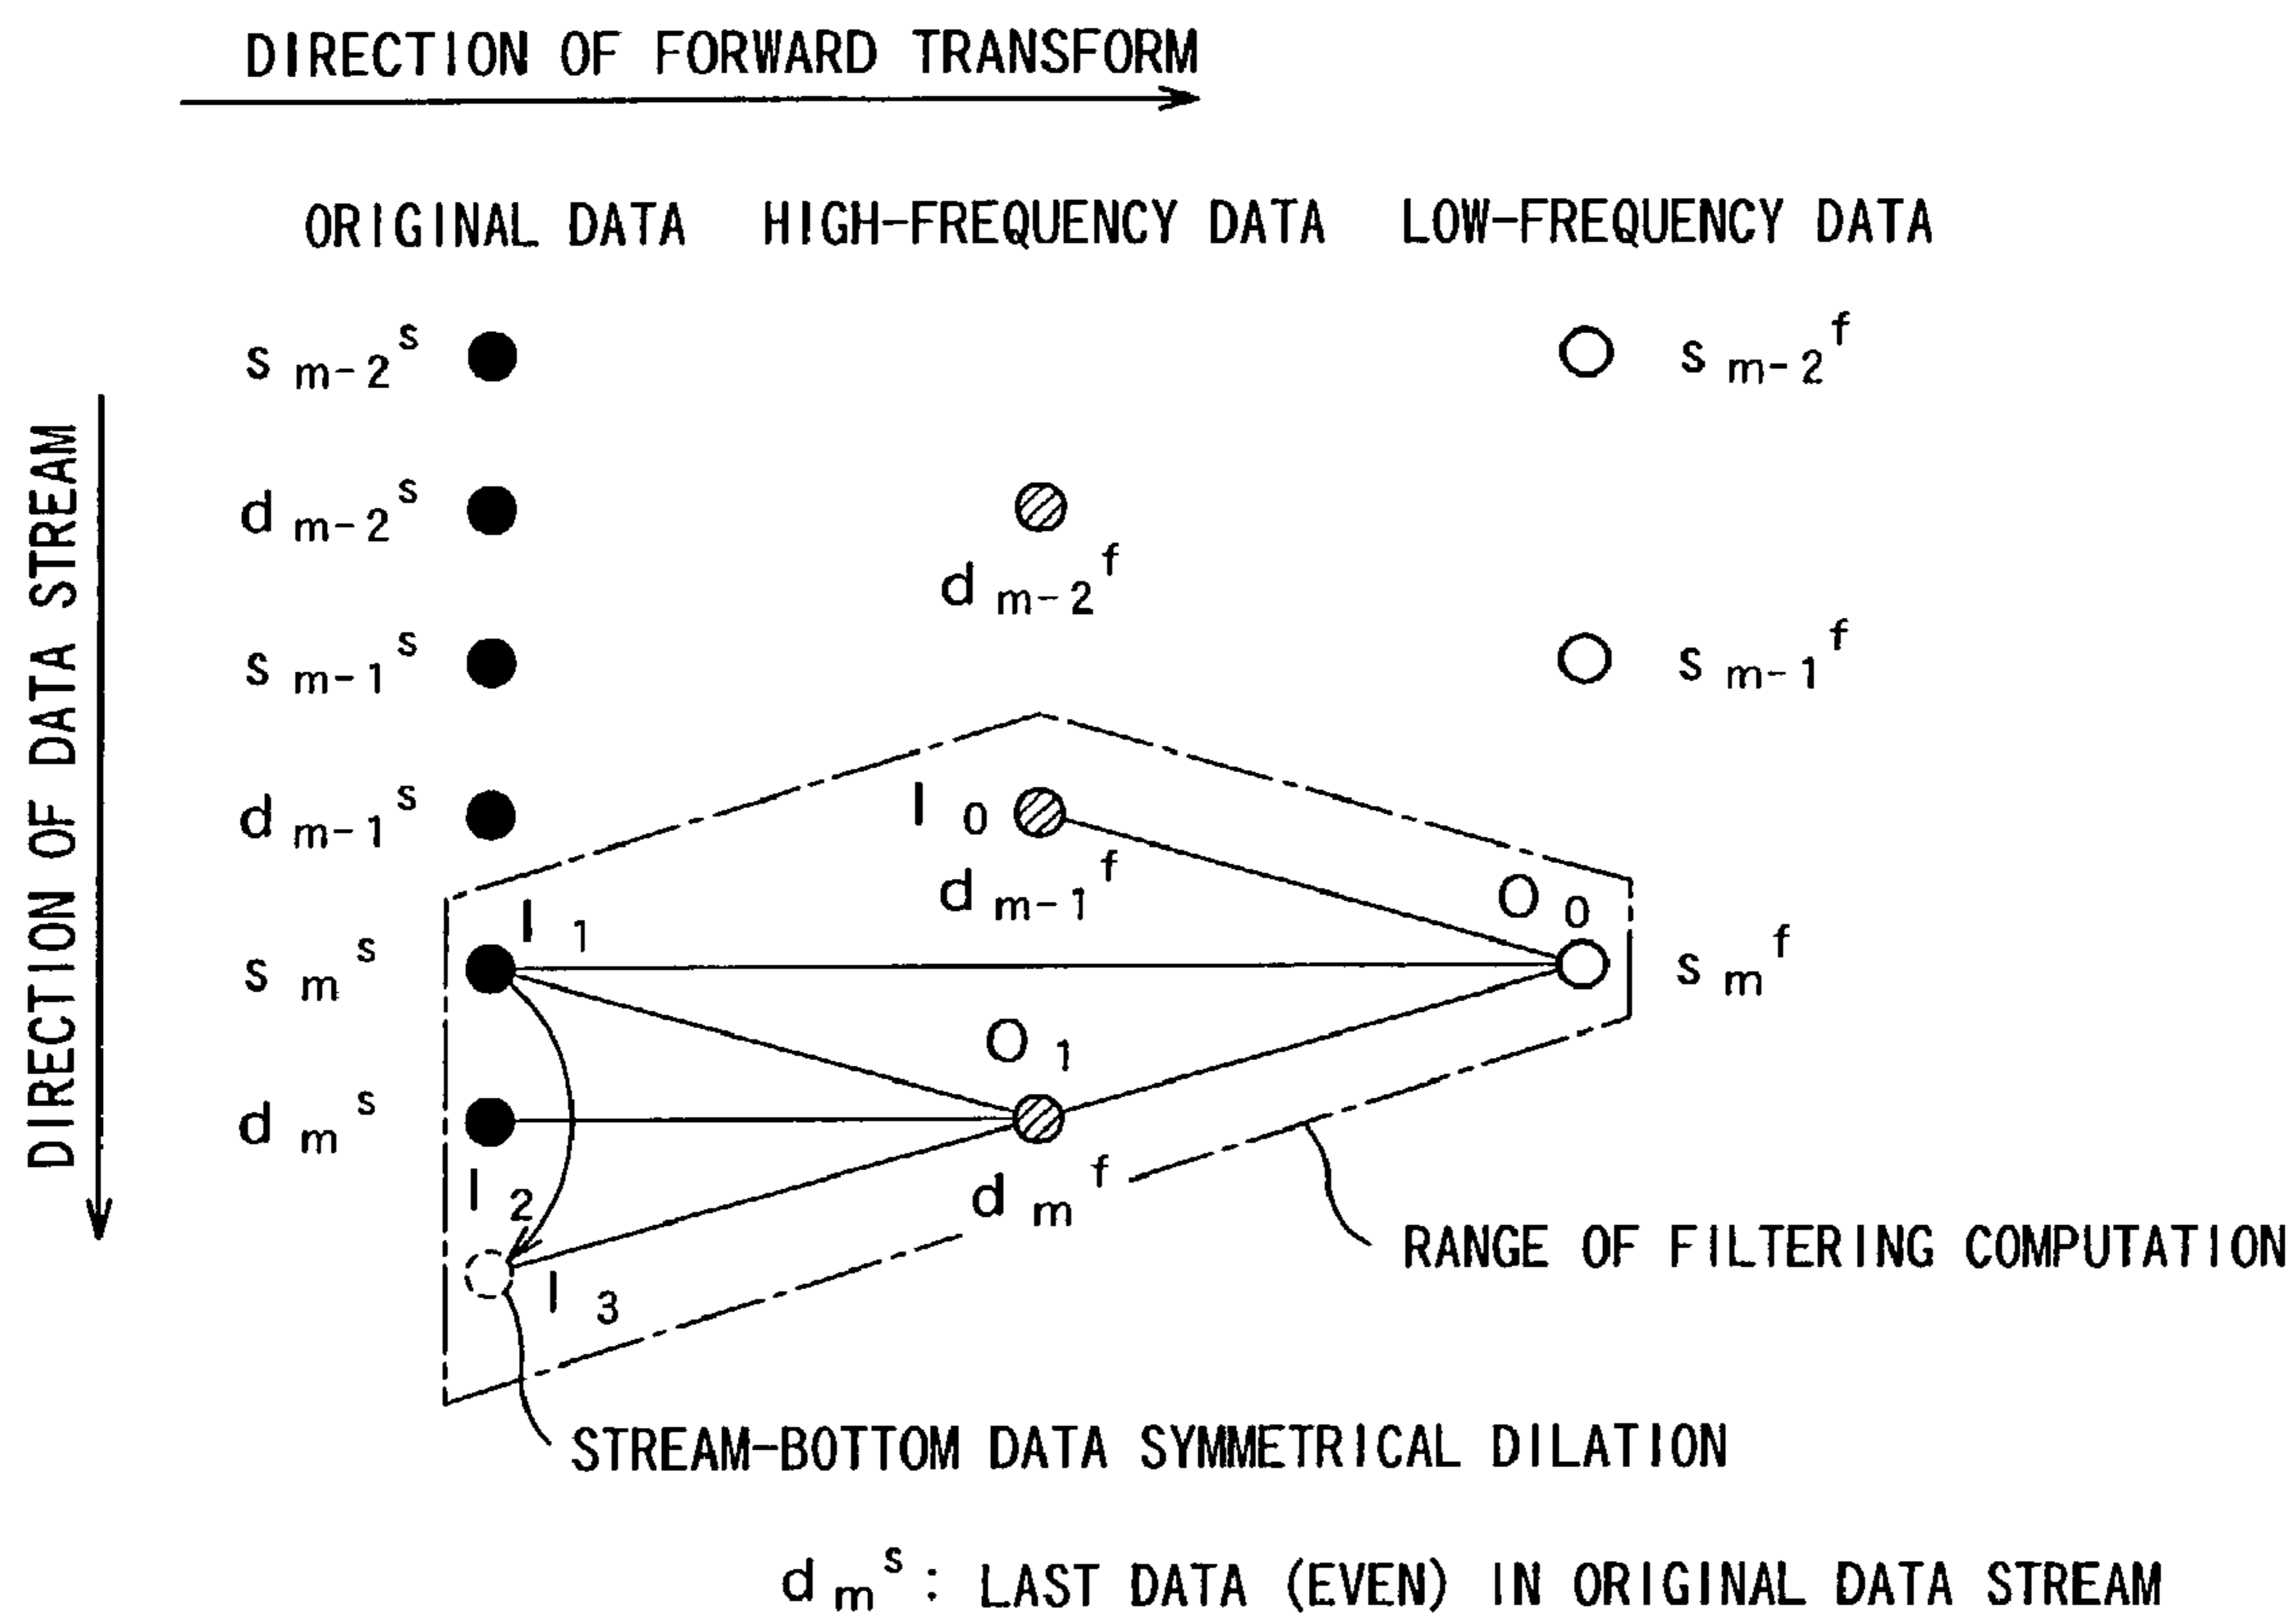 DIRECTION OF FORWARD TRANSFORM
ORIGINAL DATA HIGH-FREQUENCY DATA LOW-FREQUENCY DATA
DIRECTION OF DATA STREAM
s m-2 s
s m-2 f
d m-2 s
d m-2 f
s m-1 s
s m-1 f
d m-1 s
I 0
d m-1 f
O 0
I 1
s m s
s m f
O 1
d m s
I 2
d m f
RANGE OF FILTERING COMPUTATION
I 3
STREAM-BOTTOM DATA SYMMETRICAL DILATION
d m s : LAST DATA (EVEN) IN ORIGINAL DATA STREAM